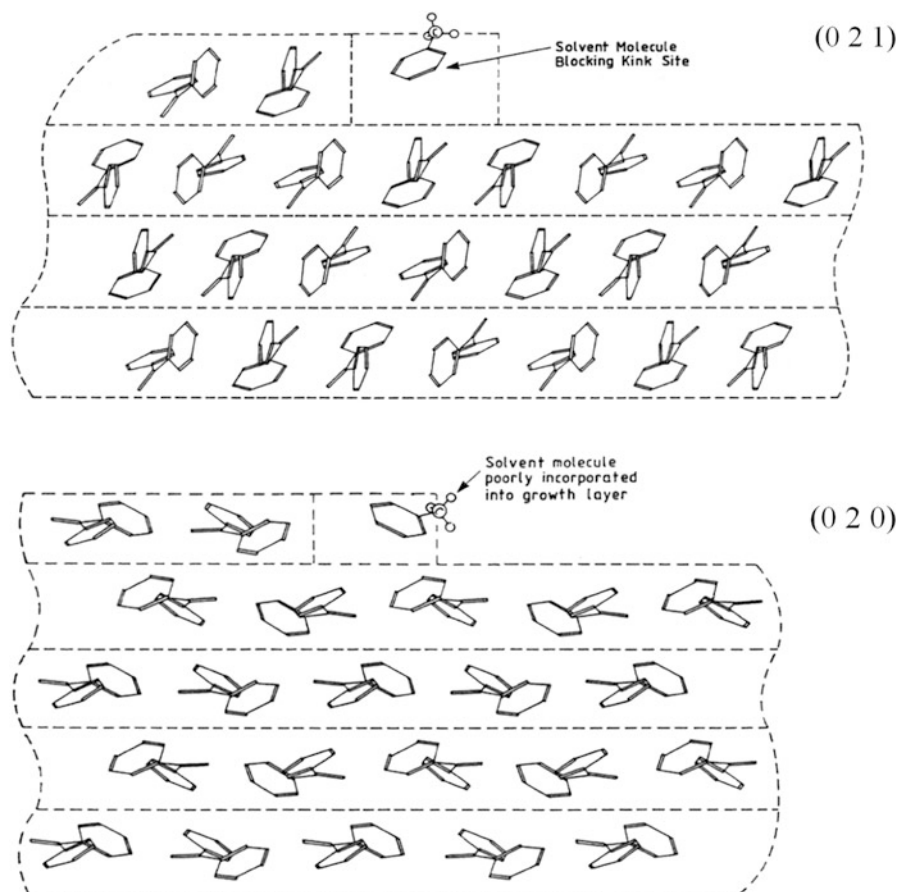 (0 2 1)
Solvent Molecule
Blocking Kink Site
Solvent molecule
poorly incorporated
into growth layer
(0 2 0)